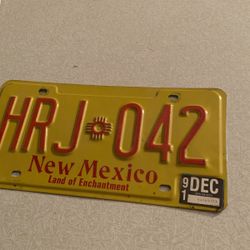 HRJ 042
New Mexico
Land of Enchantment
91 DEC